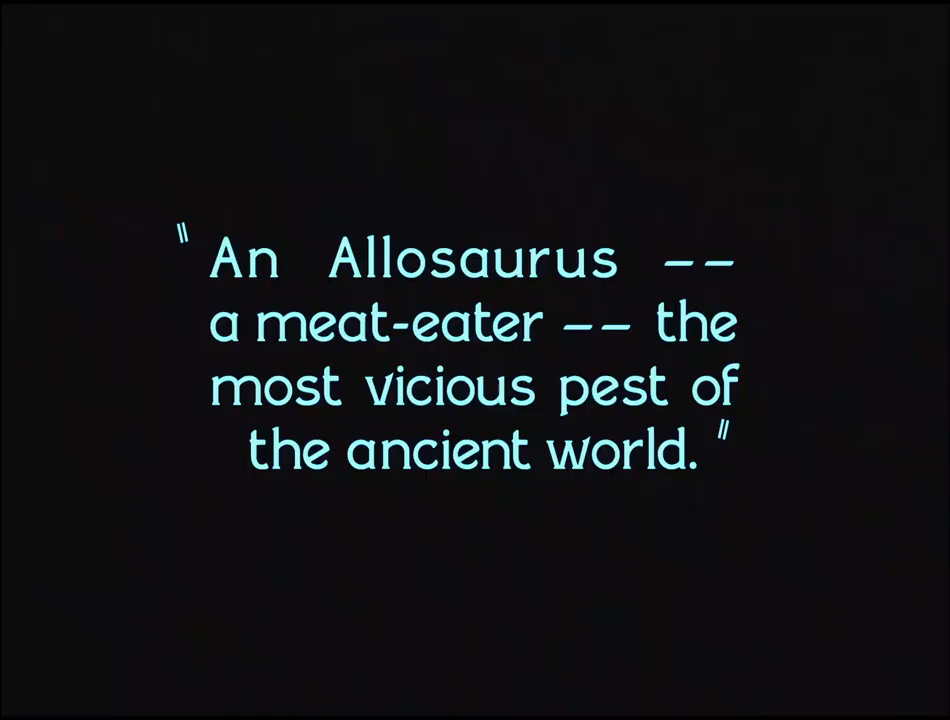 "An Allosaurus --
a meat-eater -- the
most vicious pest of
the ancient world."